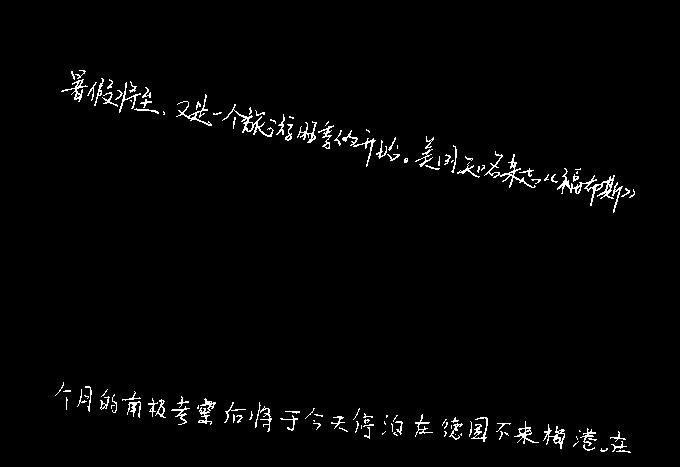 暑假将至，又是一个旅游旺季的开始。美国知名杂志《福布斯》
个月的南极考察后将于今天停泊在德国不来梅港。在